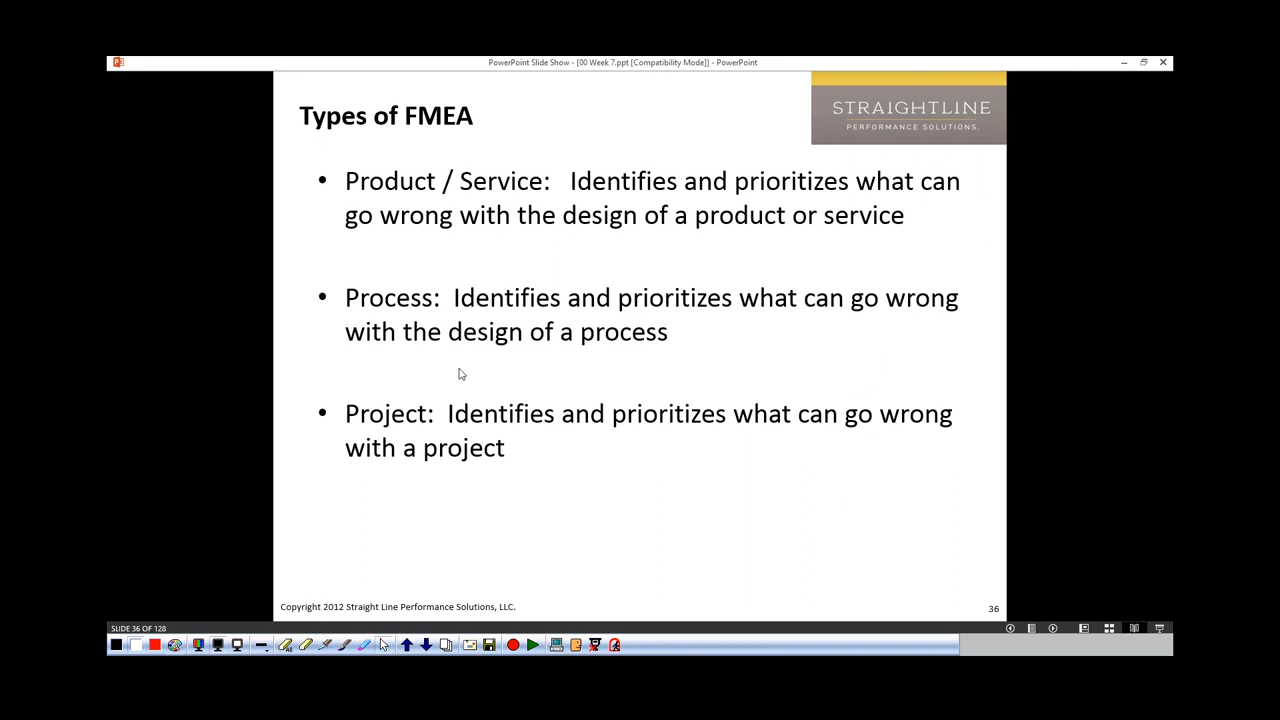 PowerPoint Slide Show - [00 Week 7.ppt [Compatibility Mode]] - PowerPoint
Types of FMEA
STRAIGHTLINE
PERFORMANCE SOLUTIONS.
• Product / Service: Identifies and prioritizes what can
go wrong with the design of a product or service
• Process: Identifies and prioritizes what can go wrong
with the design of a process
• Project: Identifies and prioritizes what can go wrong
with a project
Copyright 2012 Straight Line Performance Solutions, LLC.
36
SLIDE 36 OF 128